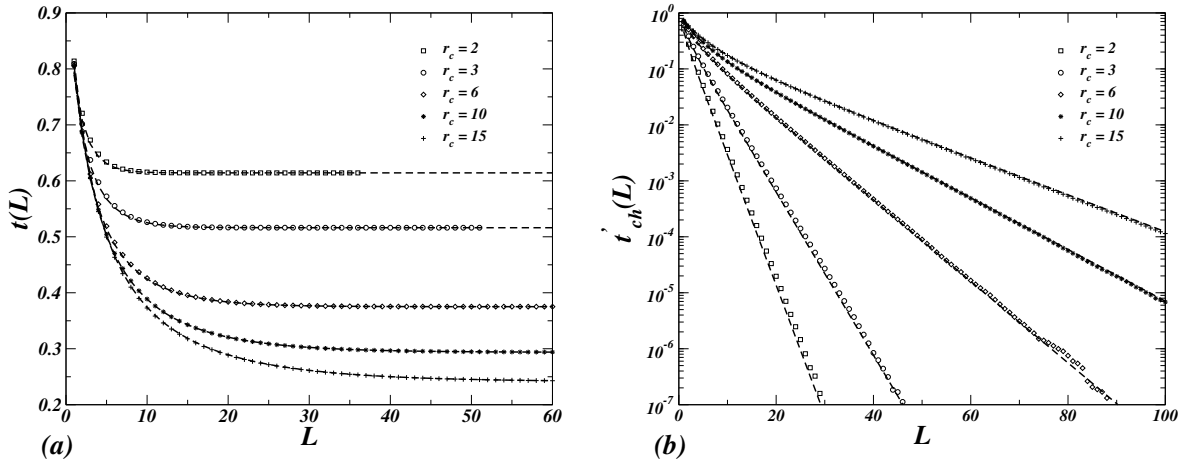 0.9
0.8
0.7
0.6
0.5
0.4
0.3
0.2
t(L)
0 10 20 30 40 50 60
L
r_c = 2
r_c = 3
r_c = 6
r_c = 10
r_c = 15
(a)
10^0
10^-1
10^-2
10^-3
10^-4
10^-5
10^-6
10^-7
t'_ch(L)
0 20 40 60 80 100
L
r_c = 2
r_c = 3
r_c = 6
r_c = 10
r_c = 15
(b)